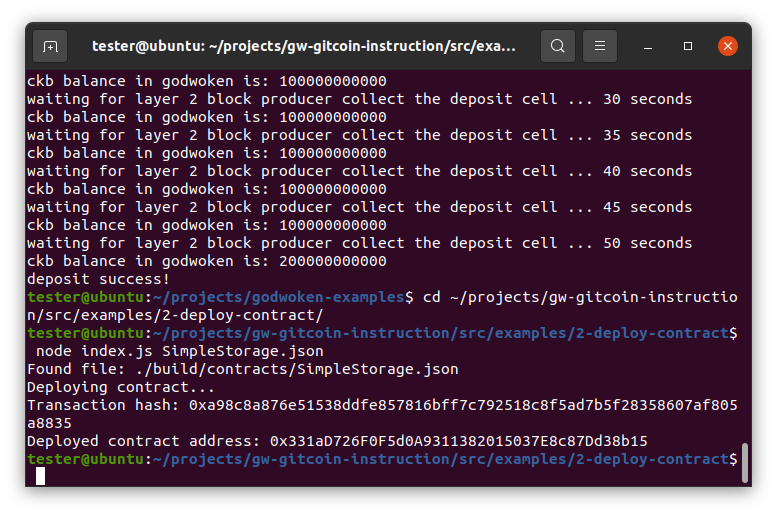 tester@ubuntu: ~/projects/gw-gitcoin-instruction/src/exa...
ckb balance in godwoken is: 100000000000
waiting for layer 2 block producer collect the deposit cell ... 30 seconds
ckb balance in godwoken is: 100000000000
waiting for layer 2 block producer collect the deposit cell ... 35 seconds
ckb balance in godwoken is: 100000000000
waiting for layer 2 block producer collect the deposit cell ... 40 seconds
ckb balance in godwoken is: 100000000000
waiting for layer 2 block producer collect the deposit cell ... 45 seconds
ckb balance in godwoken is: 100000000000
waiting for layer 2 block producer collect the deposit cell ... 50 seconds
ckb balance in godwoken is: 200000000000
deposit success!
tester@ubuntu:~/projects/godwoken-examples$ cd ~/projects/gw-gitcoin-instructio
n/src/examples/2-deploy-contract/
tester@ubuntu:~/projects/gw-gitcoin-instruction/src/examples/2-deploy-contract$
node index.js SimpleStorage.json
Found file: ./build/contracts/SimpleStorage.json
Deploying contract...
Transaction hash: 0xa98c8a876e51538ddfe857816bff7c792518c8f5ad7b5f28358607af805
a8835
Deployed contract address: 0x331aD726F0F5d0A9311382015037E8c87Dd38b15
tester@ubuntu:~/projects/gw-gitcoin-instruction/src/examples/2-deploy-contract$